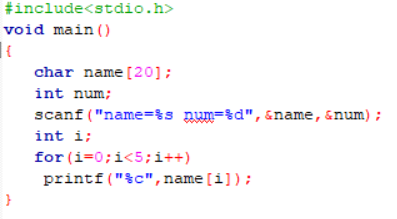 #include<stdio.h>
void main()
{
char name[20];
int num;
scanf("name=%s num=%d",&name,&num);
int i;
for(i=0;i<5;i++)
printf("%c",name[i]);
}